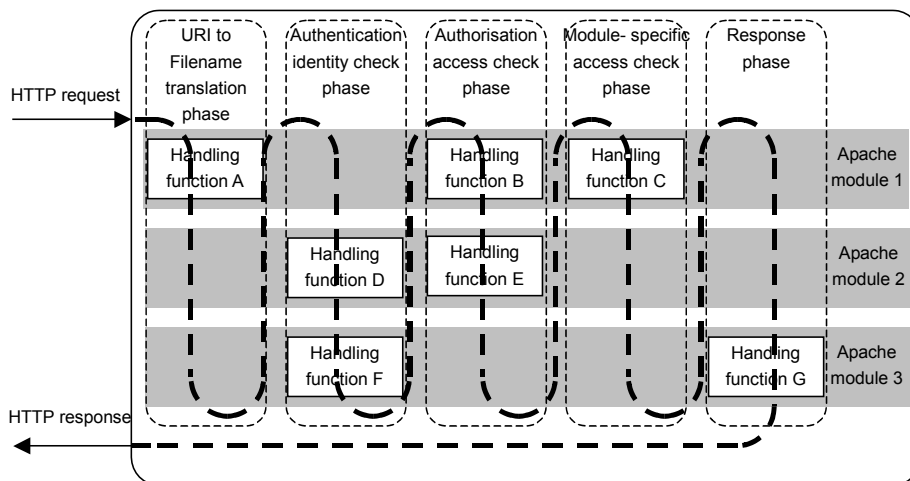 URI to
Filename
translation
phase
Authentication
identity check
phase
Authorisation
access check
phase
Module- specific
access check
phase
Response
phase
HTTP request
Handling
function A
Handling
function B
Handling
function C
Apache
module 1
Handling
function D
Handling
function E
Apache
module 2
Handling
function F
Handling
function G
Apache
module 3
HTTP response